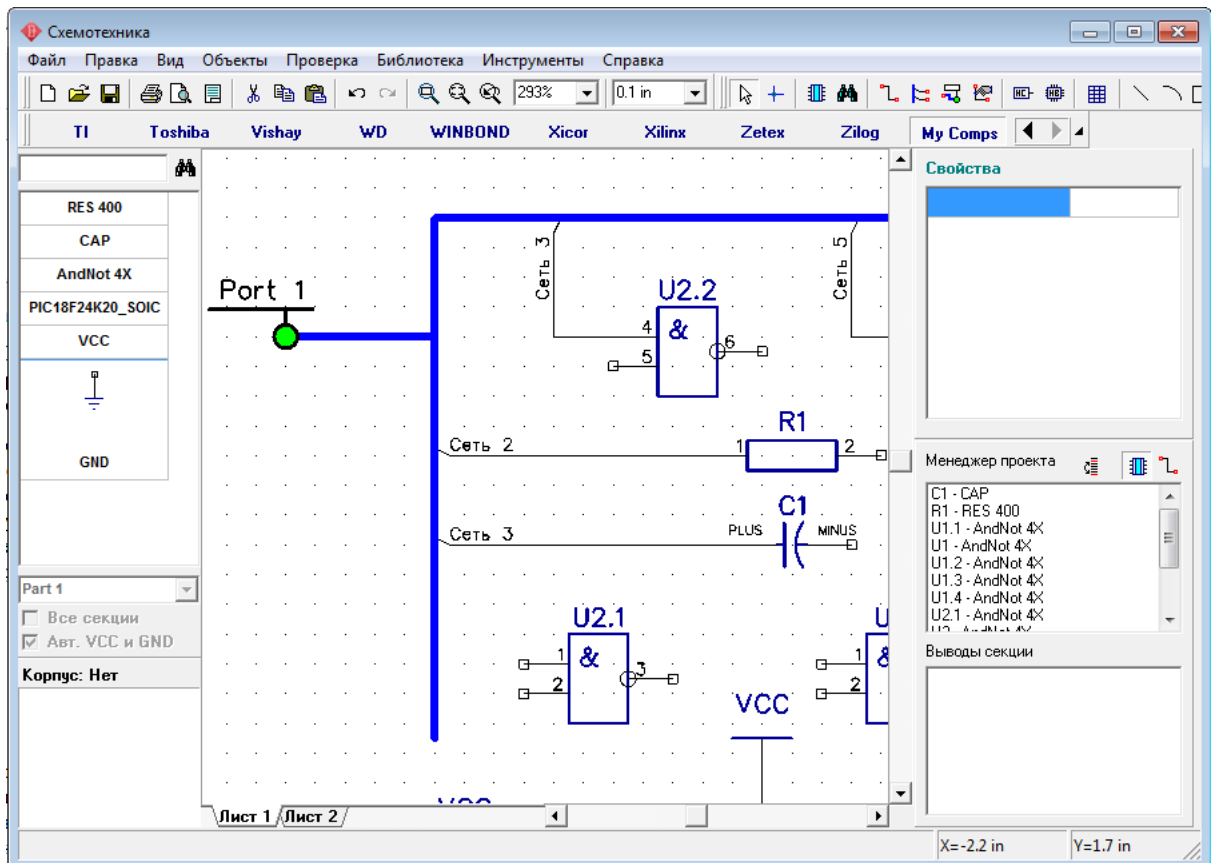 Схемотехника
Файл Правка Вид Объекты Проверка Библиотека Инструменты Справка
293% 0.1 in
TI Toshiba Vishay WD WINBOND Xicor Xilinx Zetex Zilog My Comps
RES 400
CAP
AndNot 4X
PIC18F24K20_SOIC
VCC
GND
Part 1
Все секции
Авт. VCC и GND
Корпус: Нет
Port 1
Сеть 3
U2.2
4
&
5
6
Сеть 5
Сеть 2
R1
1
2
Сеть 3
C1
PLUS
MINUS
U2.1
1
&
2
3
VCC
U
1
&
2
VCC
Лист 1 Лист 2
Свойства
Менеджер проекта
C1 - CAP
R1 - RES 400
U1.1 - AndNot 4X
U1 - AndNot 4X
U1.2 - AndNot 4X
U1.3 - AndNot 4X
U1.4 - AndNot 4X
U2.1 - AndNot 4X
U2 - AndNot 4X
Выводы секции
X=-2.2 in Y=1.7 in